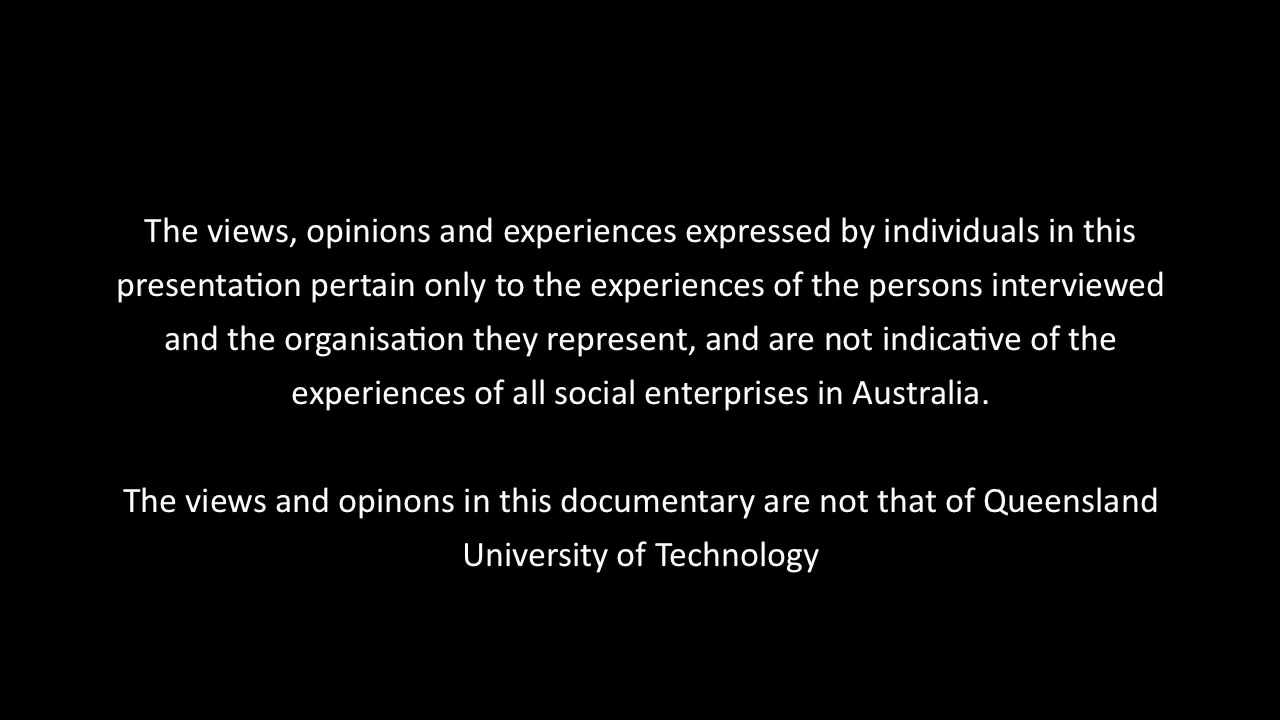 The views, opinions and experiences expressed by individuals in this
presentation pertain only to the experiences of the persons interviewed
and the organisation they represent, and are not indicative of the
experiences of all social enterprises in Australia.
The views and opinons in this documentary are not that of Queensland
University of Technology